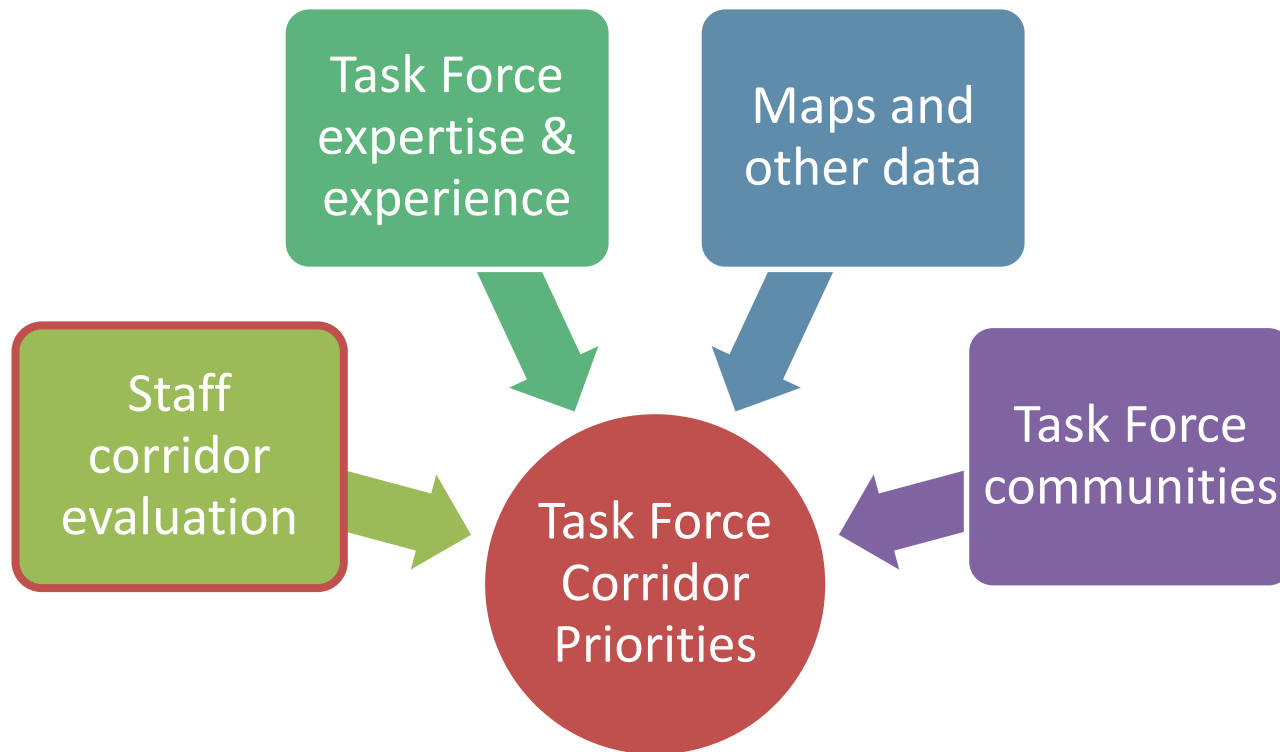 Task Force
expertise &
experience
Maps and
other data
Staff
corridor
evaluation
Task Force
communities
Task Force
Corridor
Priorities